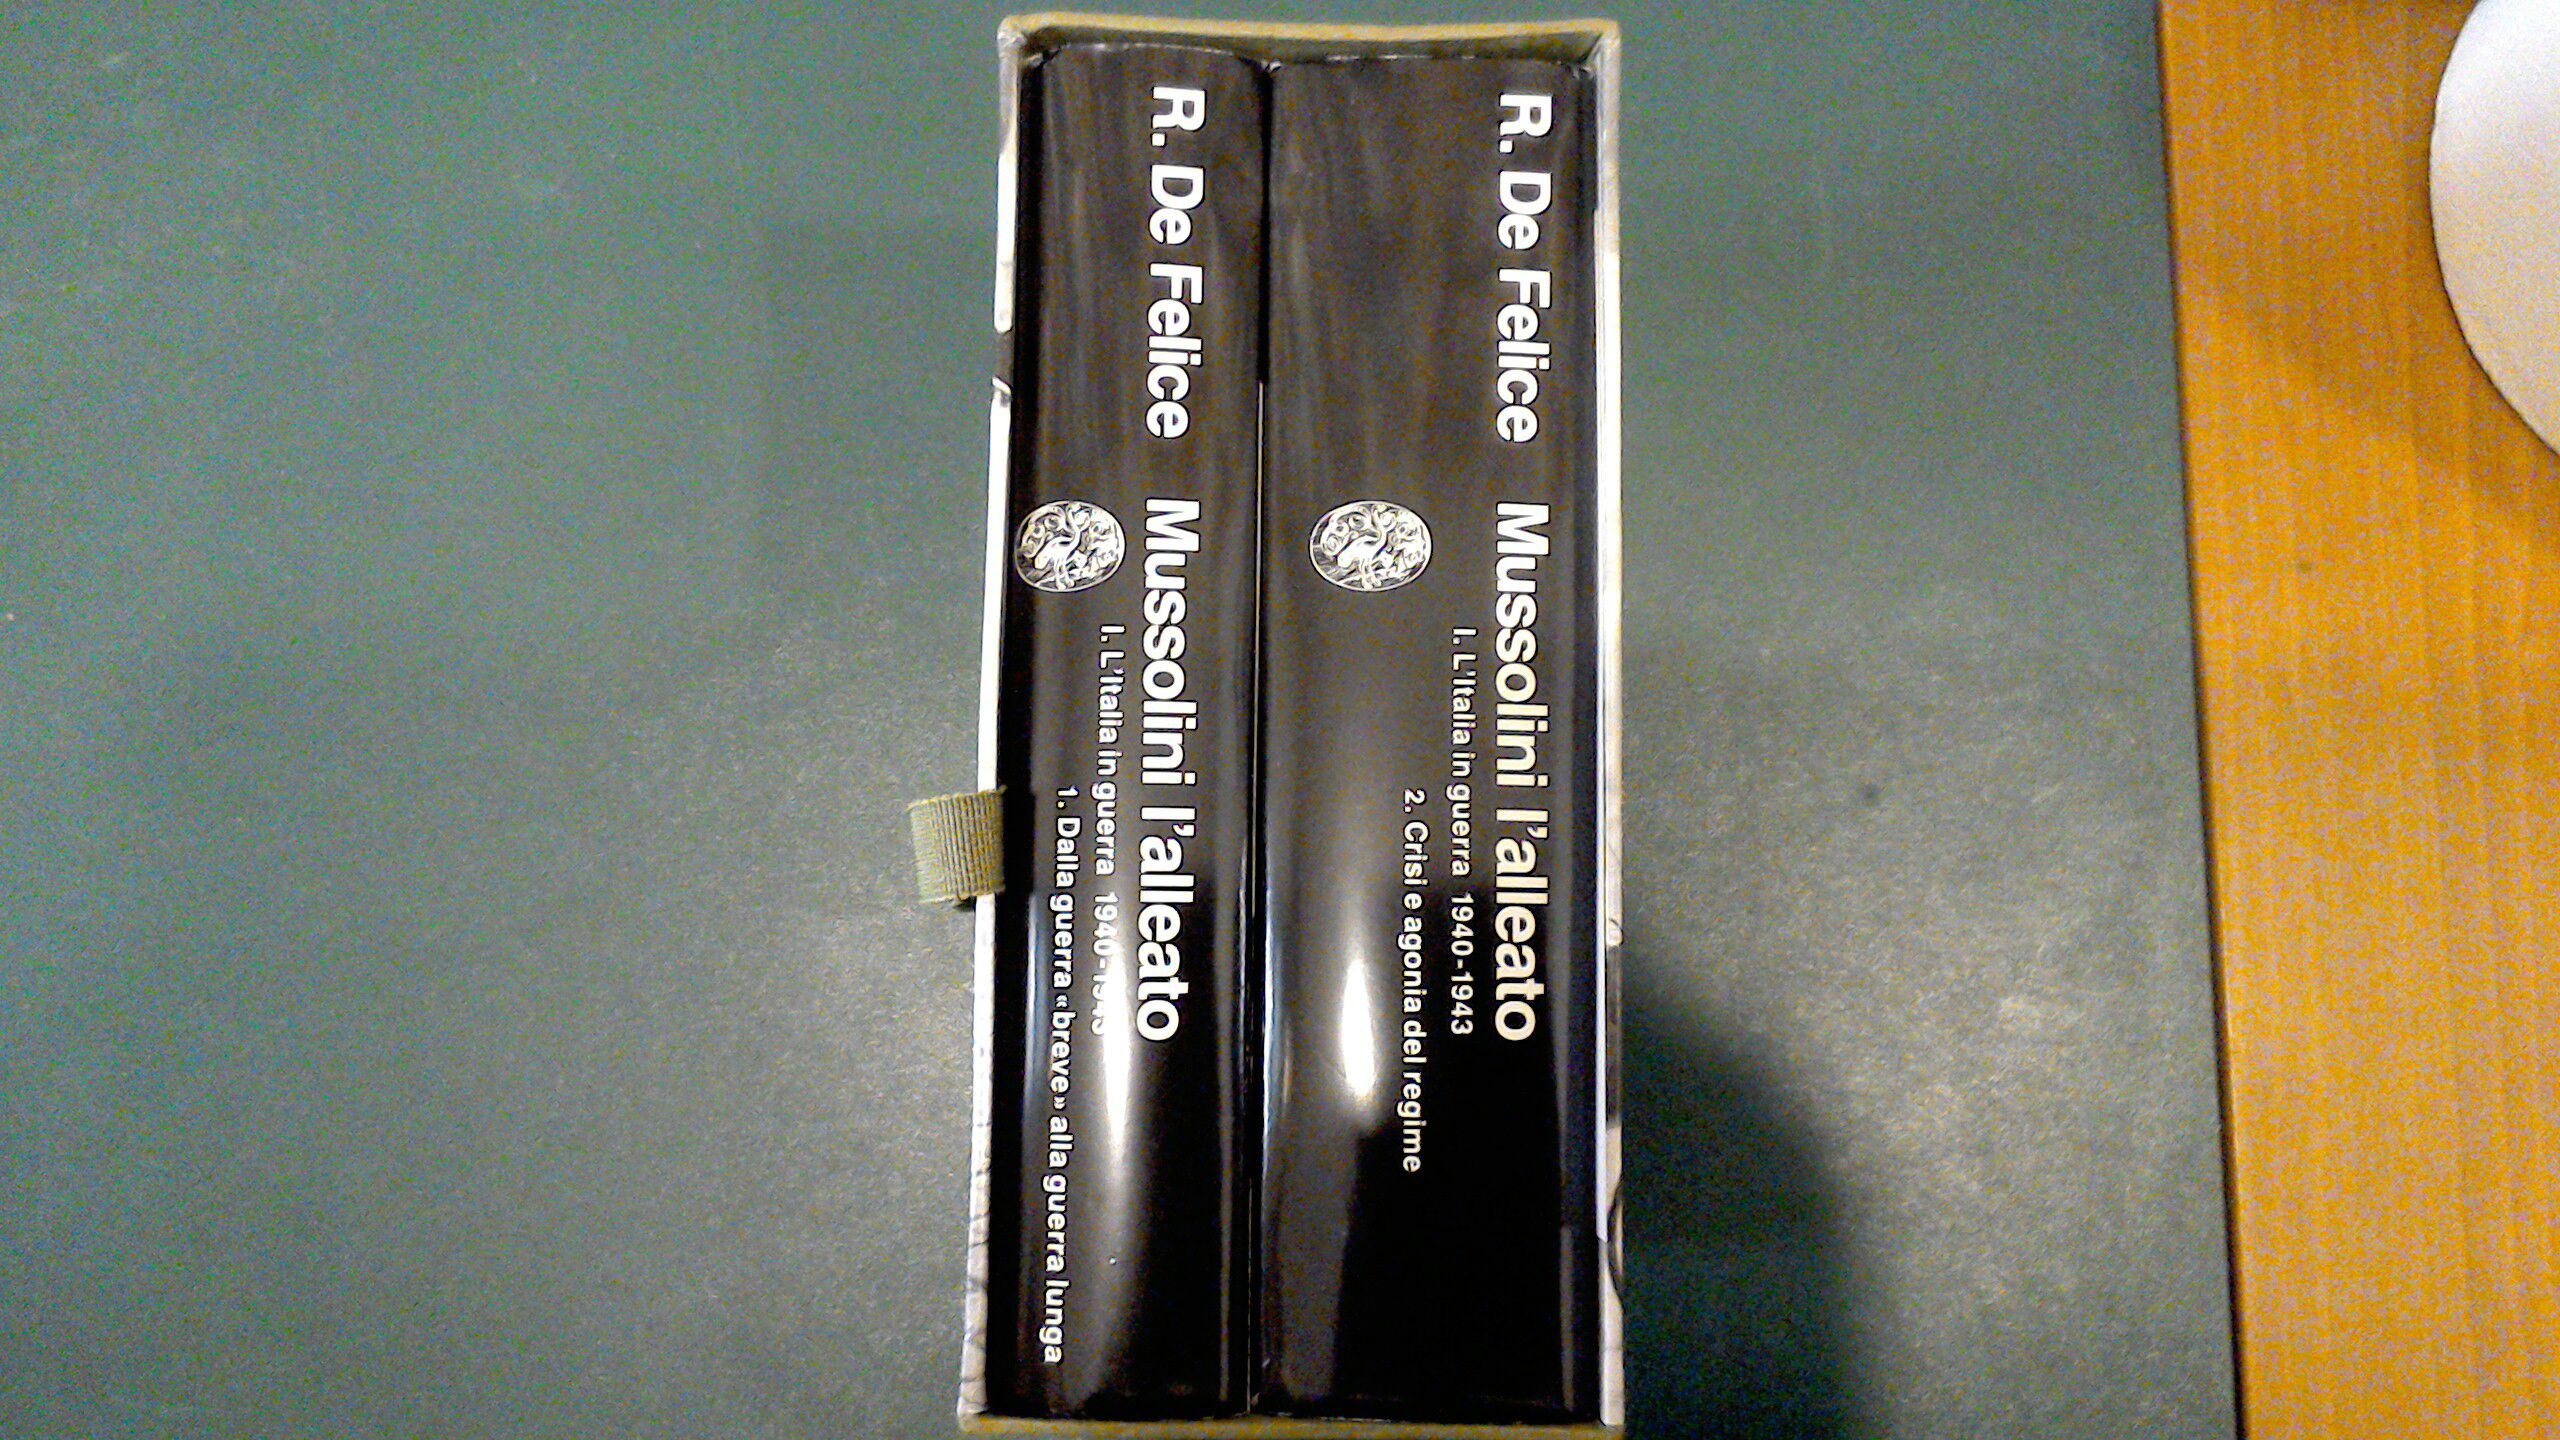 R. De Felice Mussolini l'alleato
I. L'Italia in guerra 1940-1943
1. Dalla guerra «breve» alla guerra lunga
R. De Felice Mussolini l'alleato
I. L'Italia in guerra 1940-1943
2. Crisi e agonia del regime